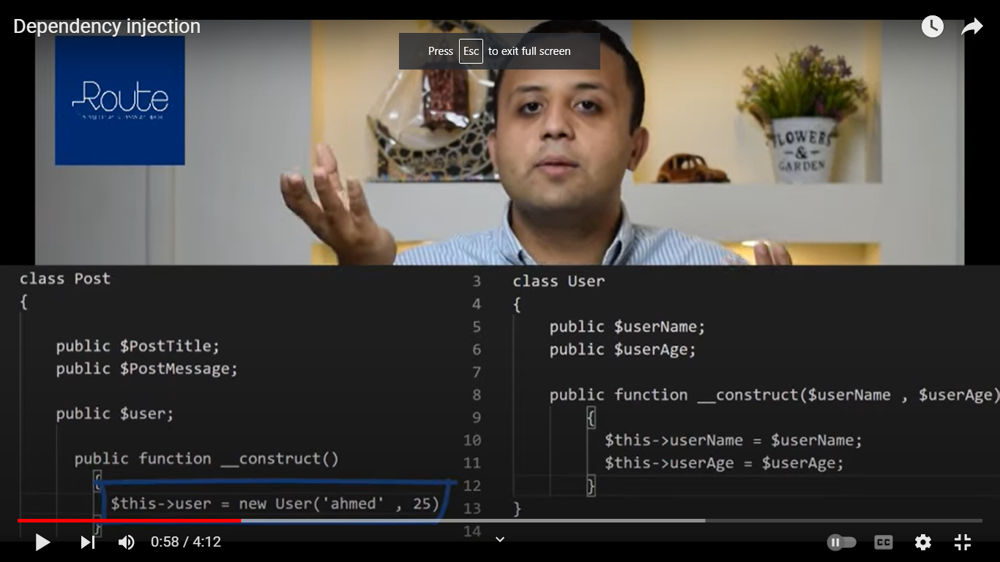 Dependency injection
Press Esc to exit full screen
Route
FLOWERS
&
GARDEN
class Post
{
public $PostTitle;
public $PostMessage;
public $user;
public function __construct()
{
$this->user = new User('ahmed' , 25)
}
3 class User
4 {
5 public $userName;
6 public $userAge;
7
8 public function __construct($userName , $userAge)
9 {
10 $this->userName = $userName;
11 $this->userAge = $userAge;
12 }
13 }
14
0:58 / 4:12
CC